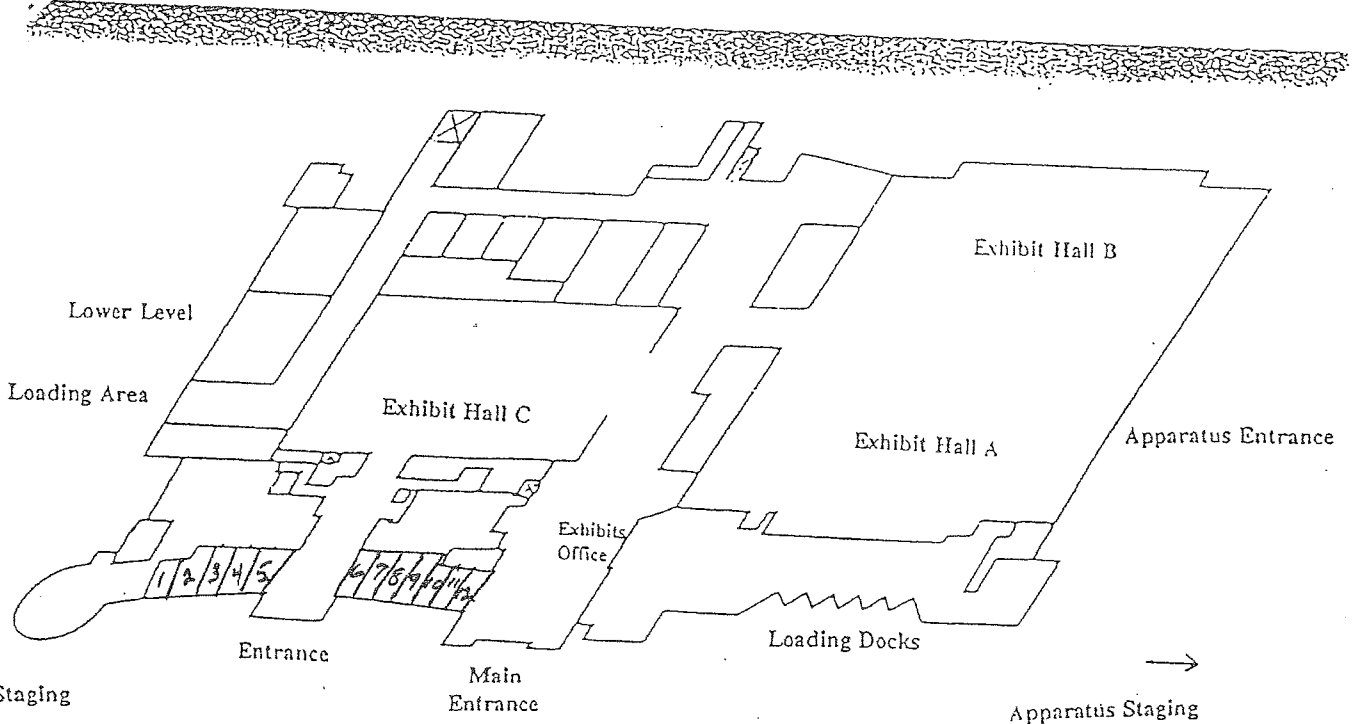 Exhibit Hall B
Lower Level
Loading Area
Exhibit Hall C
Exhibit Hall A
Apparatus Entrance
Exhibits
Office
1 2 3 4 5
6 7 8 9 10 11 12
Entrance
Loading Docks
Main
Entrance
Staging
Apparatus Staging